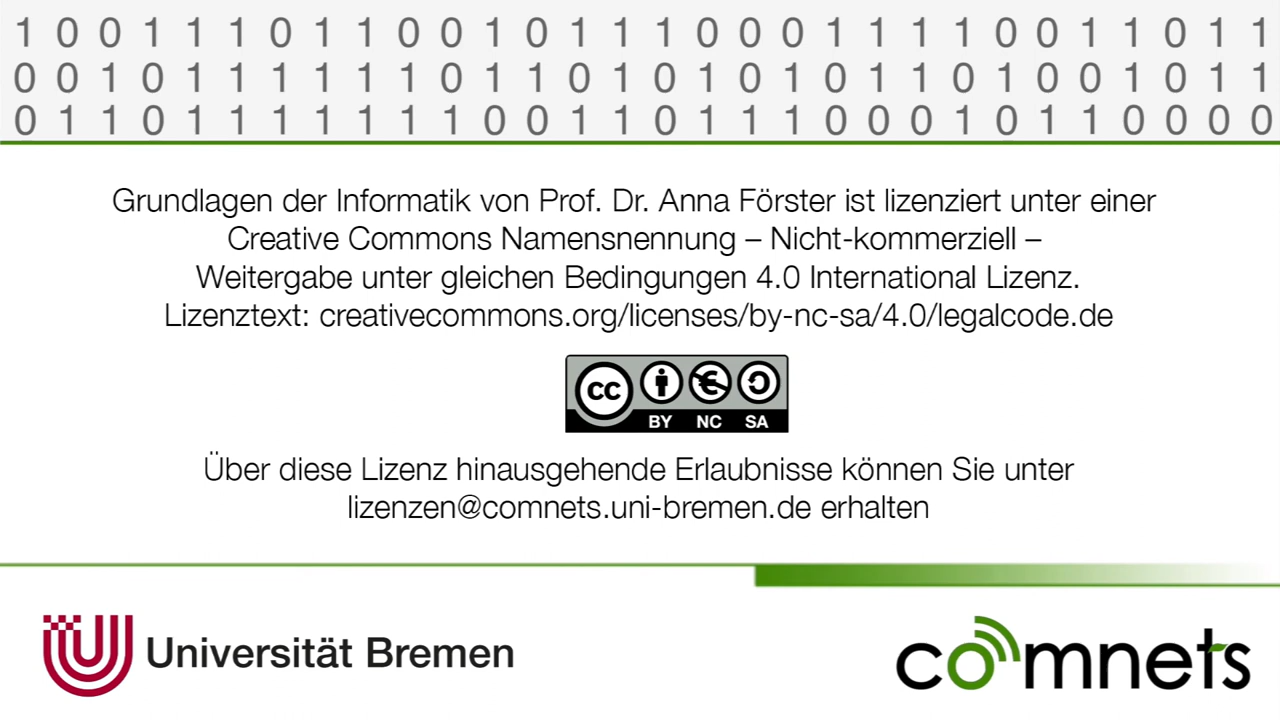 1 0 0 1 1 1 0 1 1 0 0 1 0 1 1 1 0 0 0 1 1 1 1 0 0 1 1 0 1 1
0 0 1 0 1 1 1 1 1 1 0 1 1 0 1 0 1 0 1 0 1 1 0 1 0 0 1 0 1 1
0 1 1 0 1 1 1 1 1 1 1 0 0 1 1 0 1 1 1 0 0 0 1 0 1 1 0 0 0 0
Grundlagen der Informatik von Prof. Dr. Anna Förster ist lizenziert unter einer
Creative Commons Namensnennung – Nicht-kommerziell –
Weitergabe unter gleichen Bedingungen 4.0 International Lizenz.
Lizenztext: creativecommons.org/licenses/by-nc-sa/4.0/legalcode.de
cc BY NC SA
Über diese Lizenz hinausgehende Erlaubnisse können Sie unter
lizenzen@comnets.uni-bremen.de erhalten
Universität Bremen
comnets